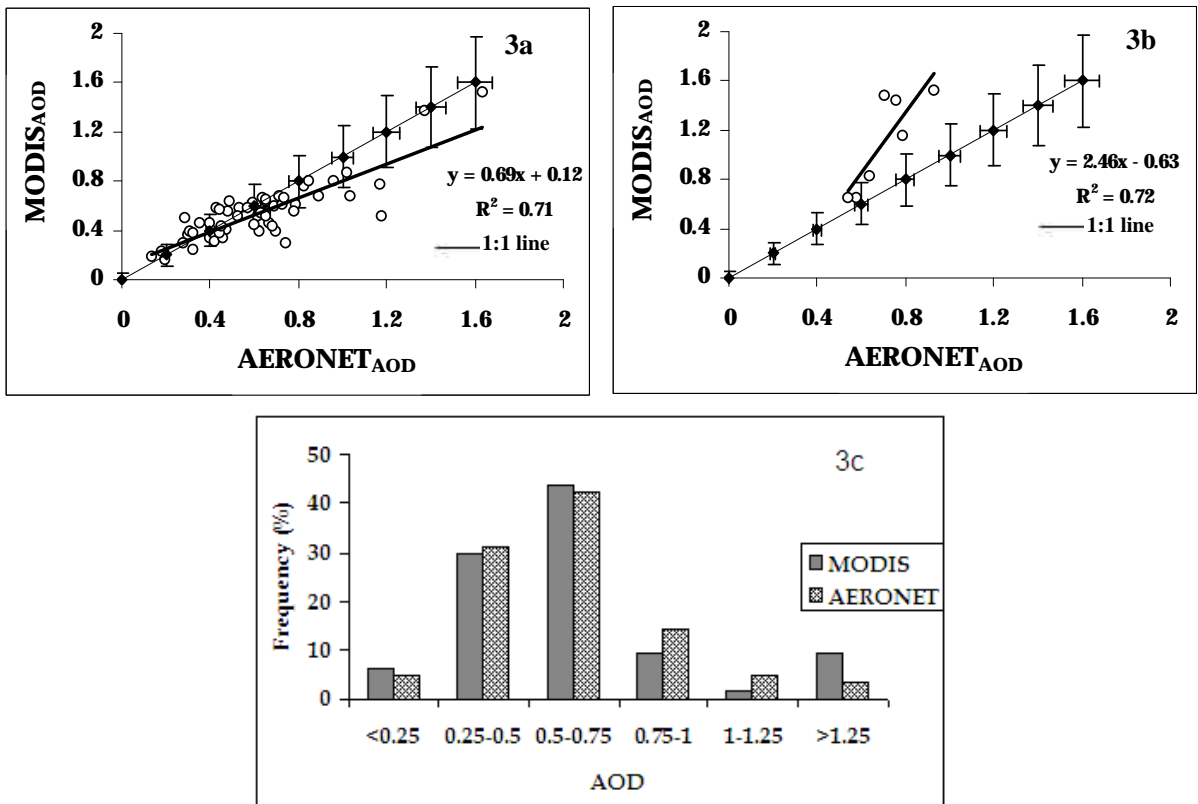 3a
MODISAOD
2
1.6
1.2
0.8
0.4
0
y = 0.69x + 0.12
R² = 0.71
1:1 line
0 0.4 0.8 1.2 1.6 2
AERONETAOD
3b
MODISAOD
2
1.6
1.2
0.8
0.4
0
y = 2.46x - 0.63
R² = 0.72
1:1 line
0 0.4 0.8 1.2 1.6 2
AERONETAOD
3c
Frequency (%)
50
40
30
20
10
0
MODIS
AERONET
<0.25 0.25-0.5 0.5-0.75 0.75-1 1-1.25 >1.25
AOD